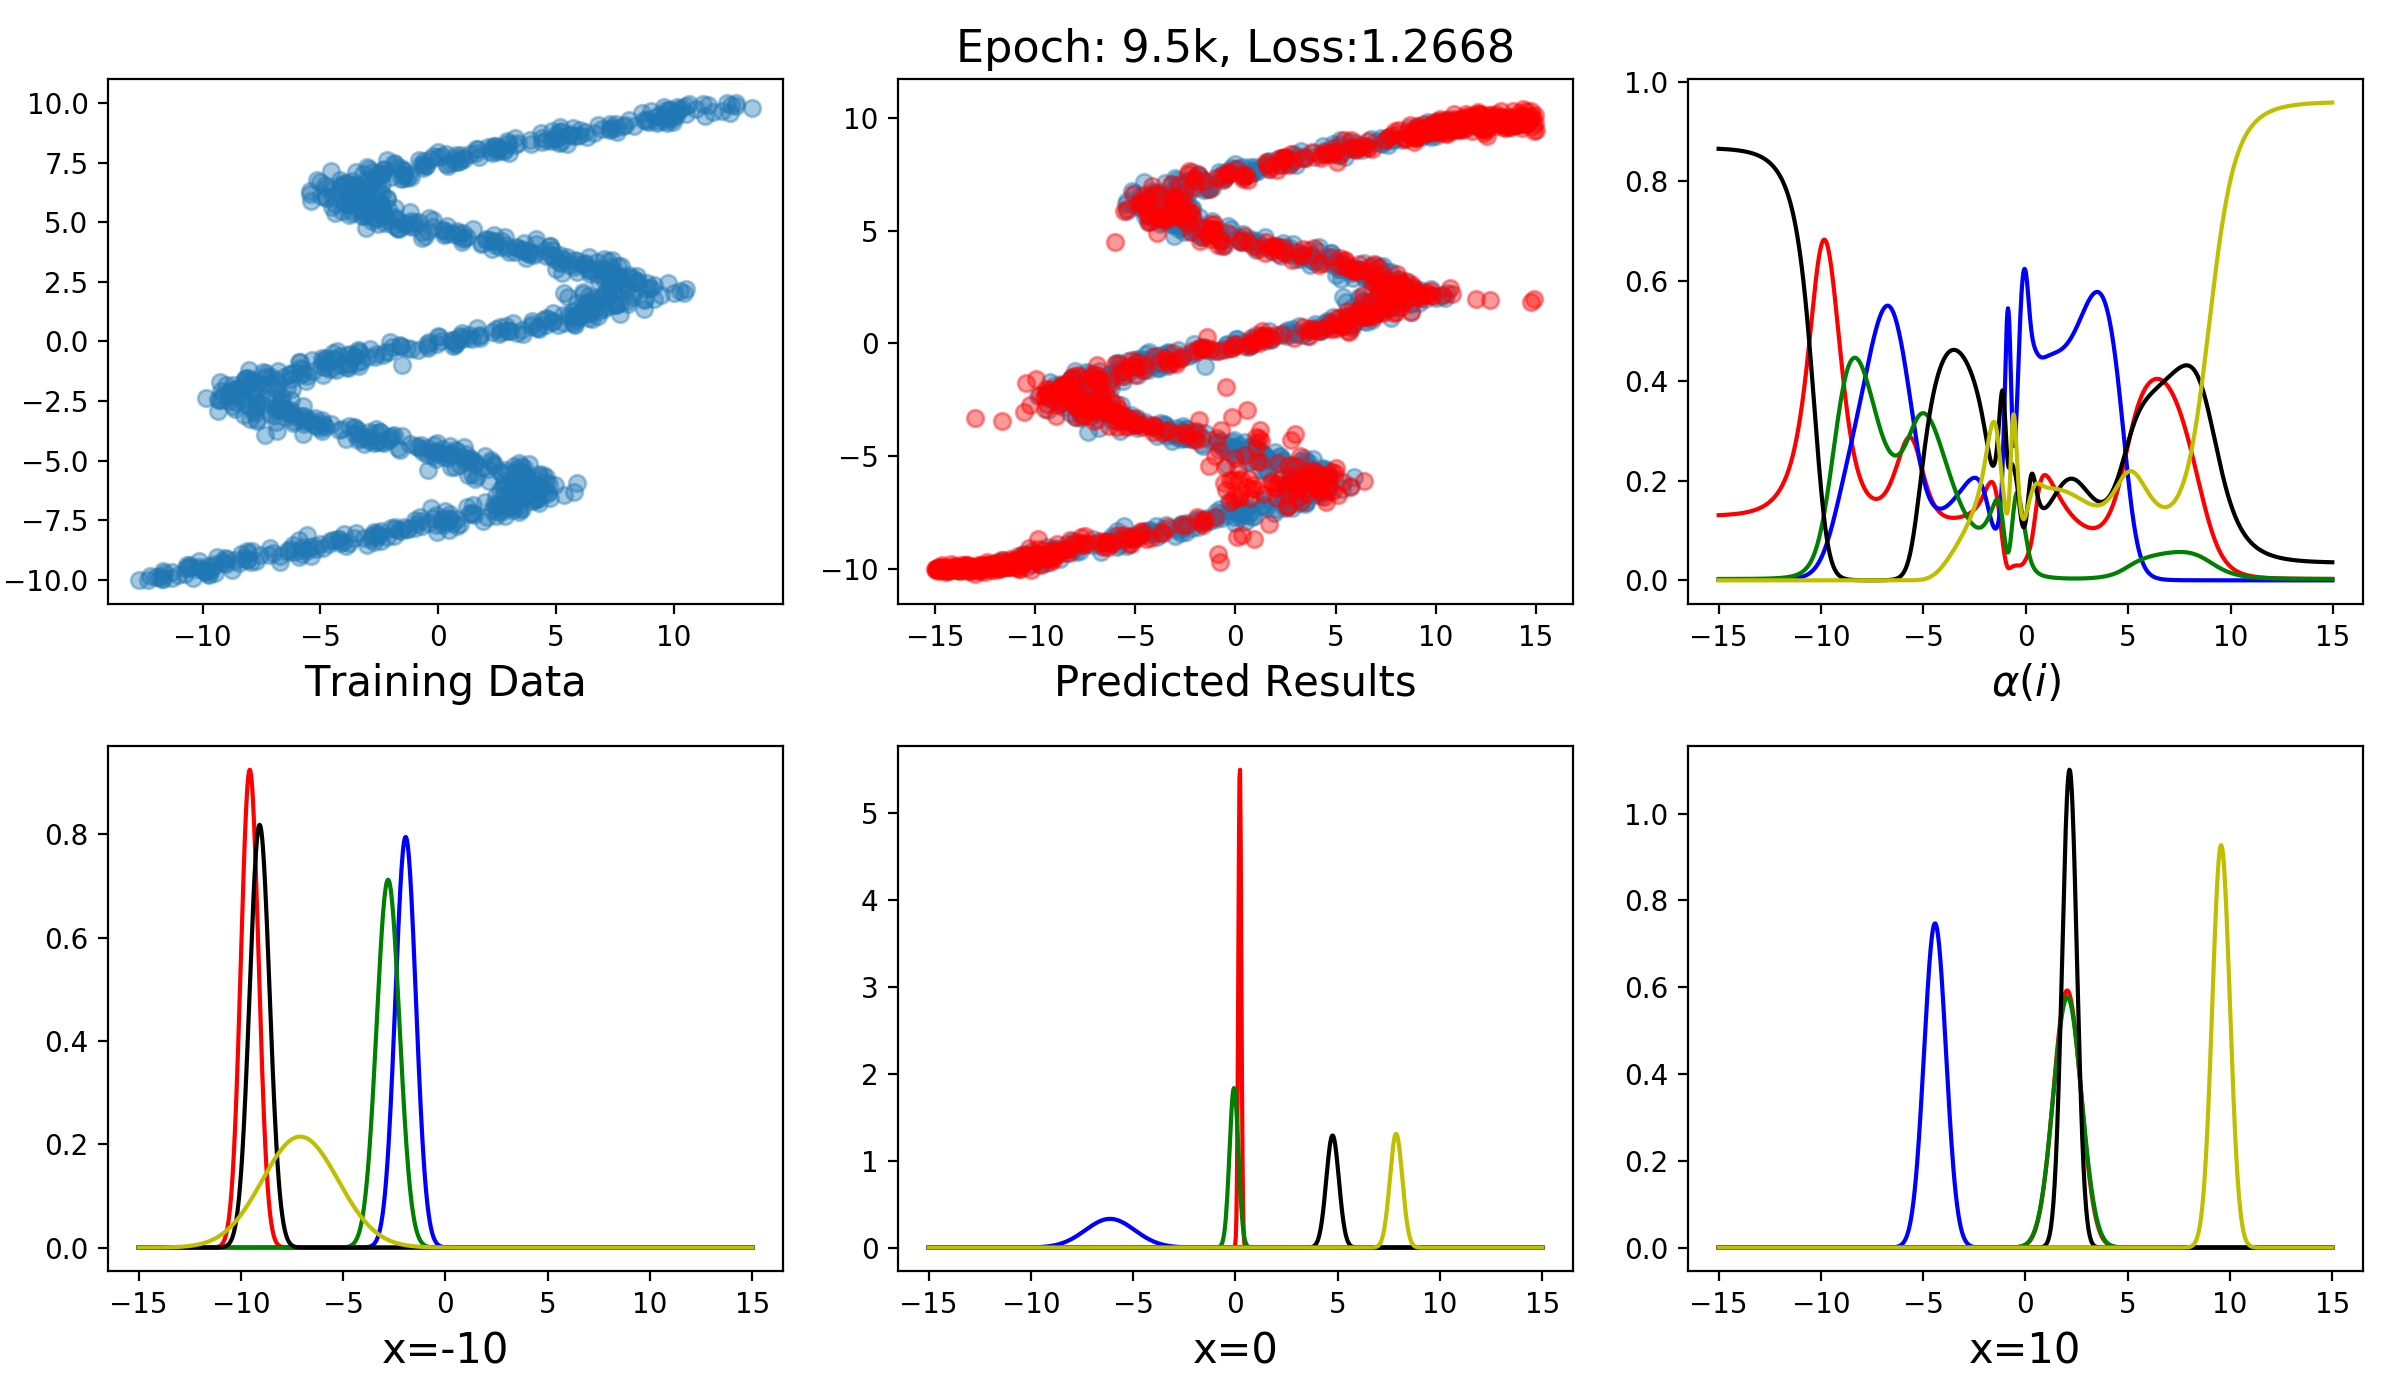 Epoch: 9.5k, Loss:1.2668
10.0
7.5
5.0
2.5
0.0
−2.5
−5.0
−7.5
−10.0
−10 −5 0 5 10
Training Data
10
5
0
−5
−10
−15 −10 −5 0 5 10 15
Predicted Results
1.0
0.8
0.6
0.4
0.2
0.0
−15 −10 −5 0 5 10 15
α(i)
0.8
0.6
0.4
0.2
0.0
−15 −10 −5 0 5 10 15
x=-10
5
4
3
2
1
0
−15 −10 −5 0 5 10 15
x=0
1.0
0.8
0.6
0.4
0.2
0.0
−15 −10 −5 0 5 10 15
x=10